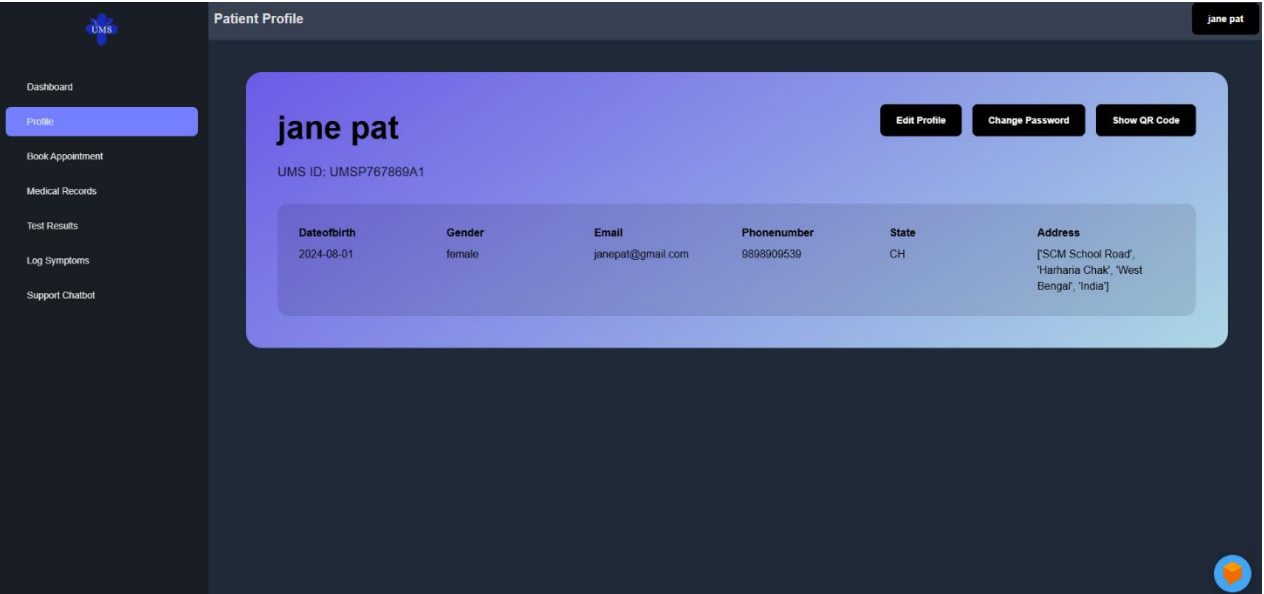 UMS
Patient Profile
jane pat
Dashboard
Profile
Book Appointment
Medical Records
Test Results
Log Symptoms
Support Chatbot
jane pat
Edit Profile
Change Password
Show QR Code
UMS ID: UMSP767869A1
Dateofbirth
2024-08-01
Gender
female
Email
janepat@gmail.com
Phonenumber
9898909539
State
CH
Address
['SCM School Road',
'Harharia Chak', 'West
Bengal', 'India']